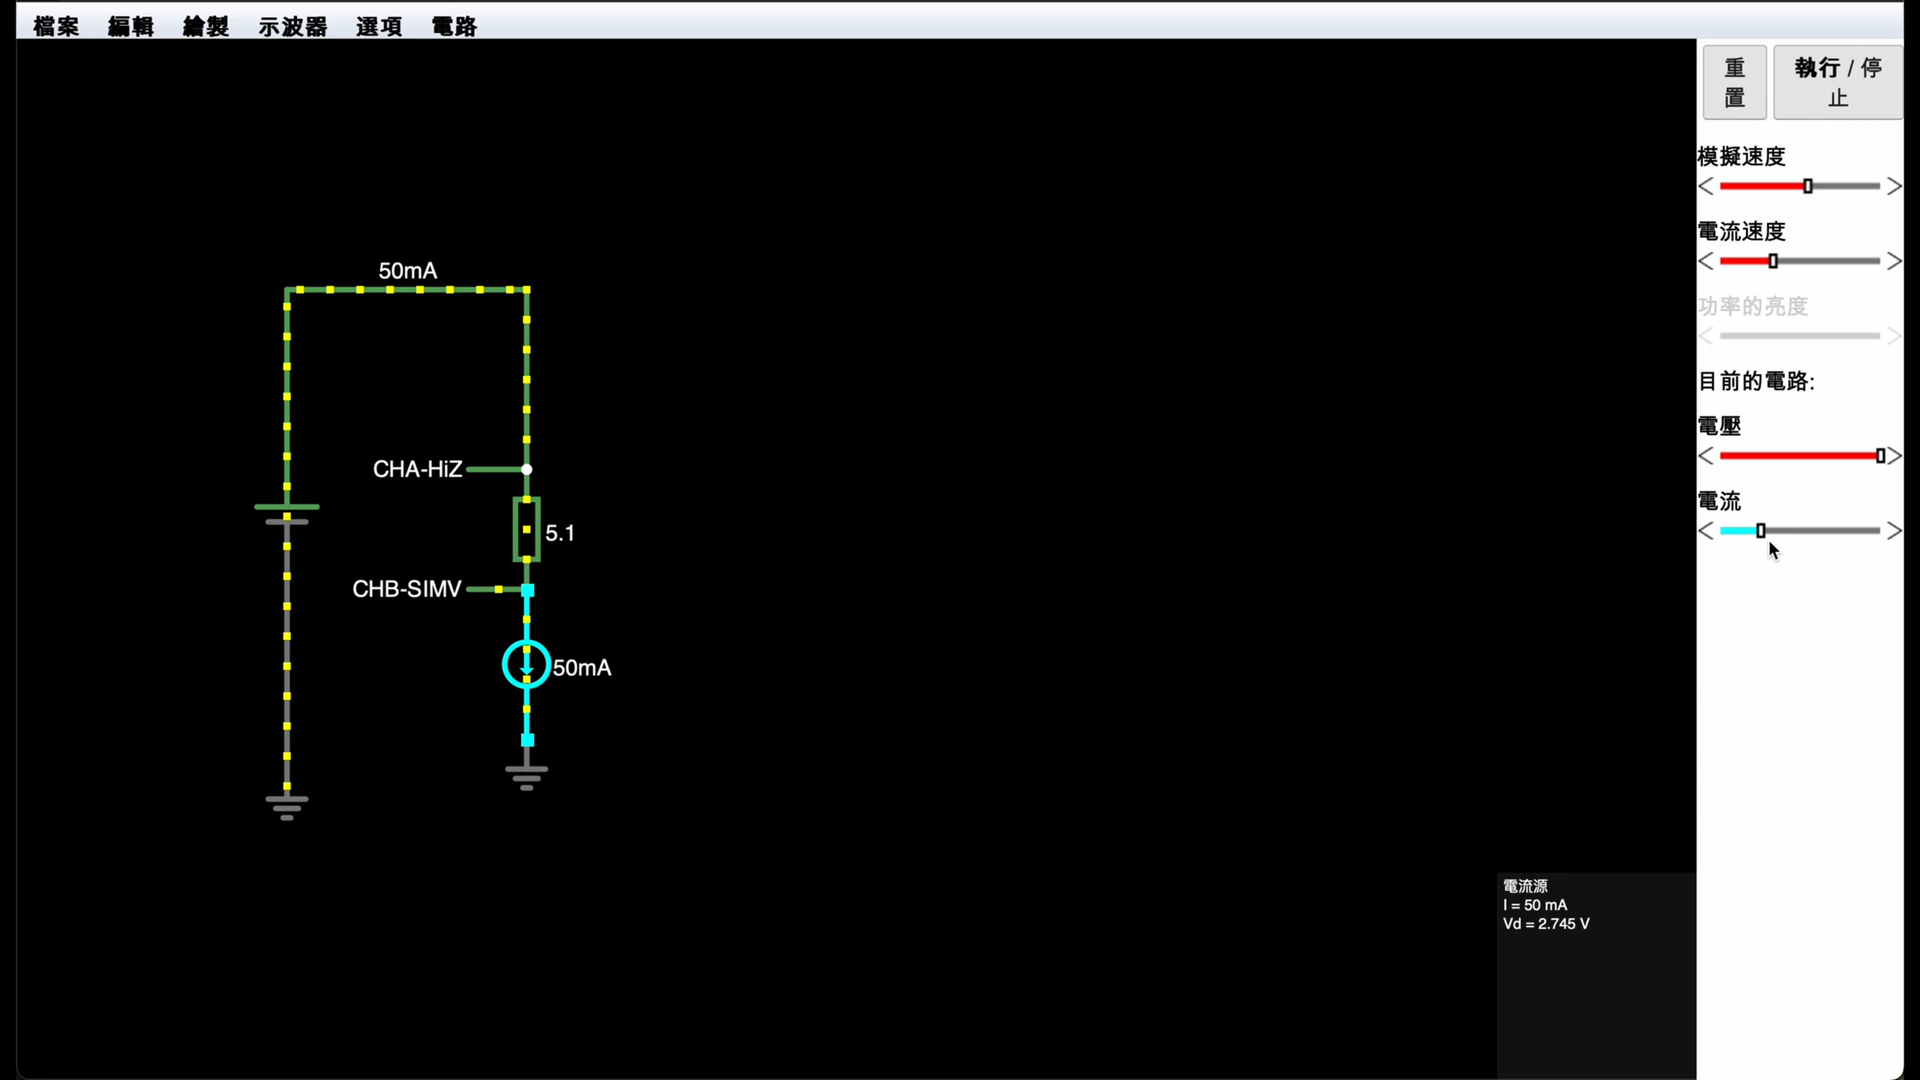 檔案 編輯 繪製 示波器 選項 電路
重置
執行 / 停止
模擬速度
電流速度
功率的亮度
目前的電路:
電壓
電流
50mA
CHA-HiZ
5.1
CHB-SIMV
50mA
電流源
I = 50 mA
Vd = 2.745 V